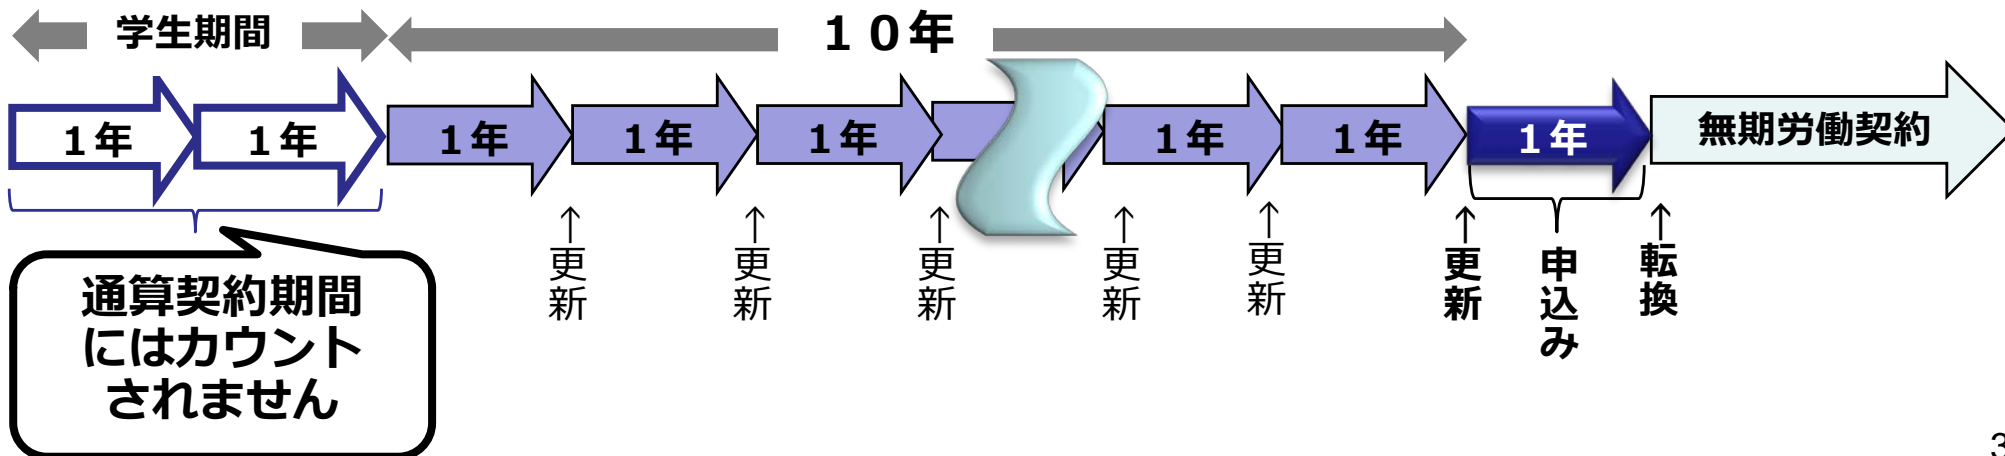 学生期間
１０年
１年
１年
１年
１年
１年
１年
１年
１年
無期労働契約
↑更新
↑更新
↑更新
↑更新
↑更新
↑更新
申込み
↑転換
通算契約期間
にはカウント
されません
3